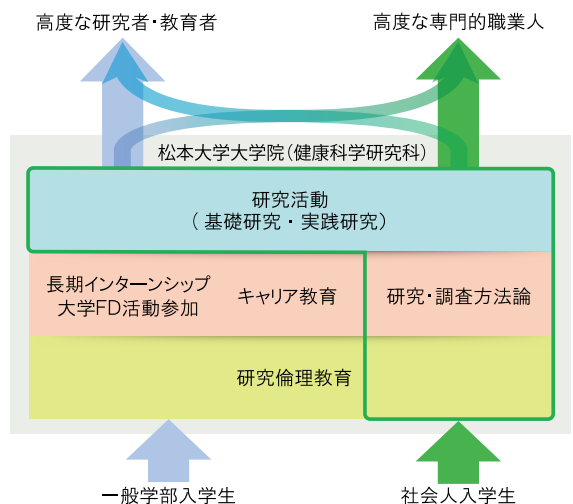 高度な研究者・教育者
高度な専門的職業人
松本大学大学院(健康科学研究科)
研究活動
(基礎研究・実践研究)
長期インターンシップ
大学FD活動参加
キャリア教育
研究・調査方法論
研究倫理教育
一般学部入学生
社会人入学生